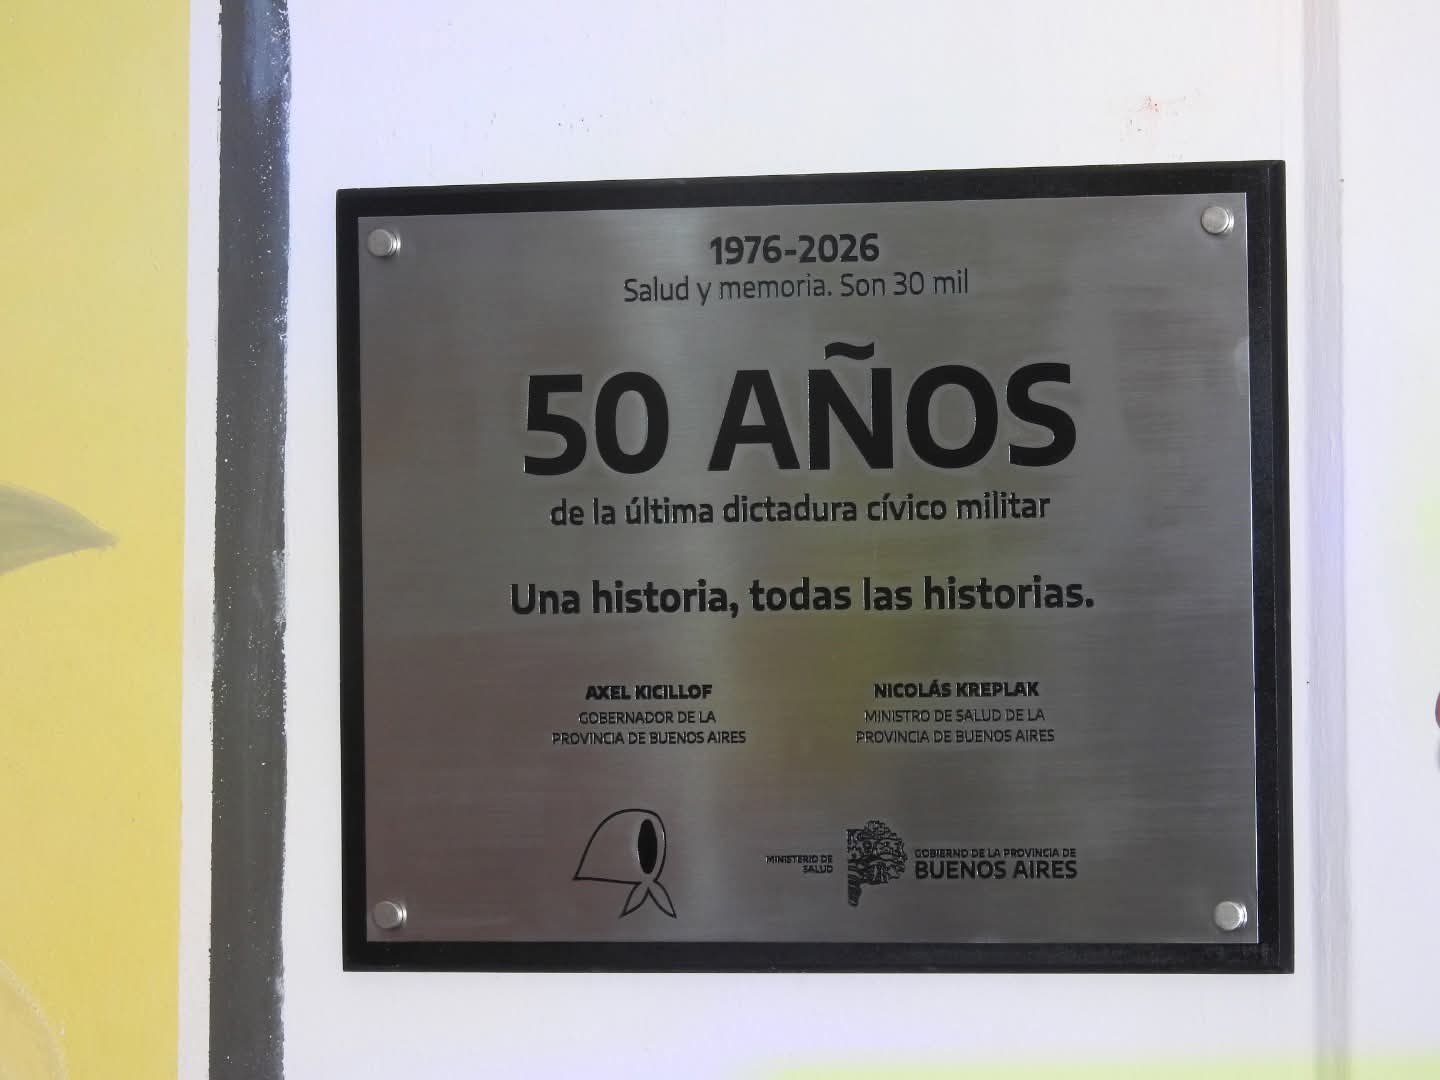 1976-2026
Salud y memoria. Son 30 mil
50 AÑOS
de la última dictadura cívico militar
Una historia, todas las historias.
AXEL KICILLOF
GOBERNADOR DE LA
PROVINCIA DE BUENOS AIRES
NICOLÁS KREPLAK
MINISTRO DE SALUD DE LA
PROVINCIA DE BUENOS AIRES
MINISTERIO DE
SALUD
GOBIERNO DE LA PROVINCIA DE
BUENOS AIRES